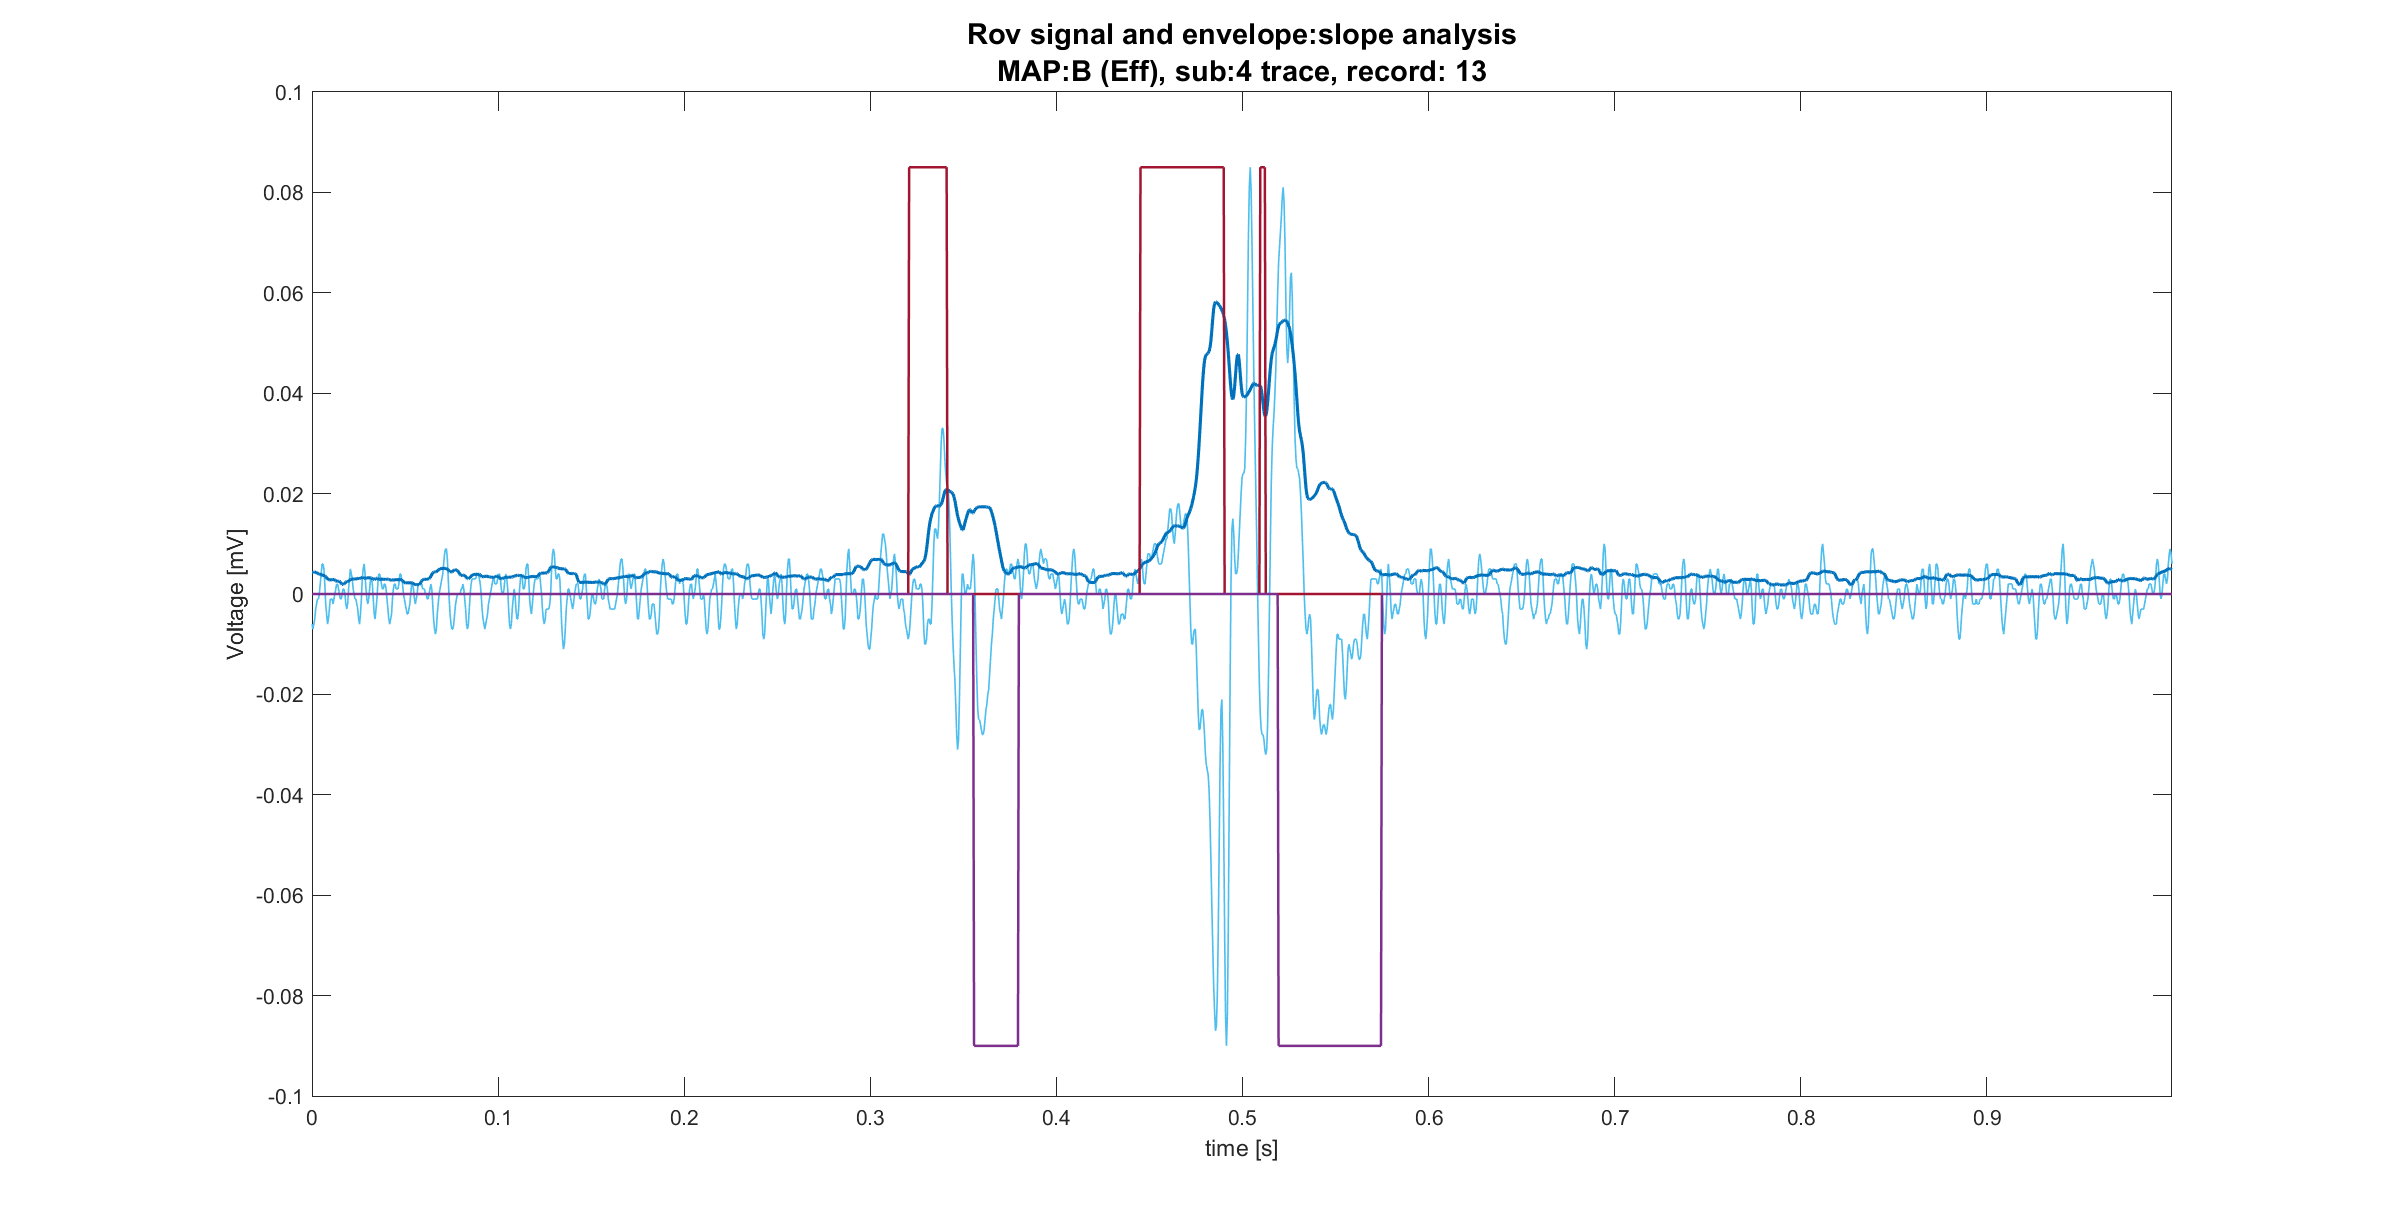 Rov signal and envelope:slope analysis
MAP:B (Eff), sub:4 trace, record: 13
0.1
0.08
0.06
0.04
0.02
0
-0.02
-0.04
-0.06
-0.08
-0.1
Voltage [mV]
0 0.1 0.2 0.3 0.4 0.5 0.6 0.7 0.8 0.9
time [s]